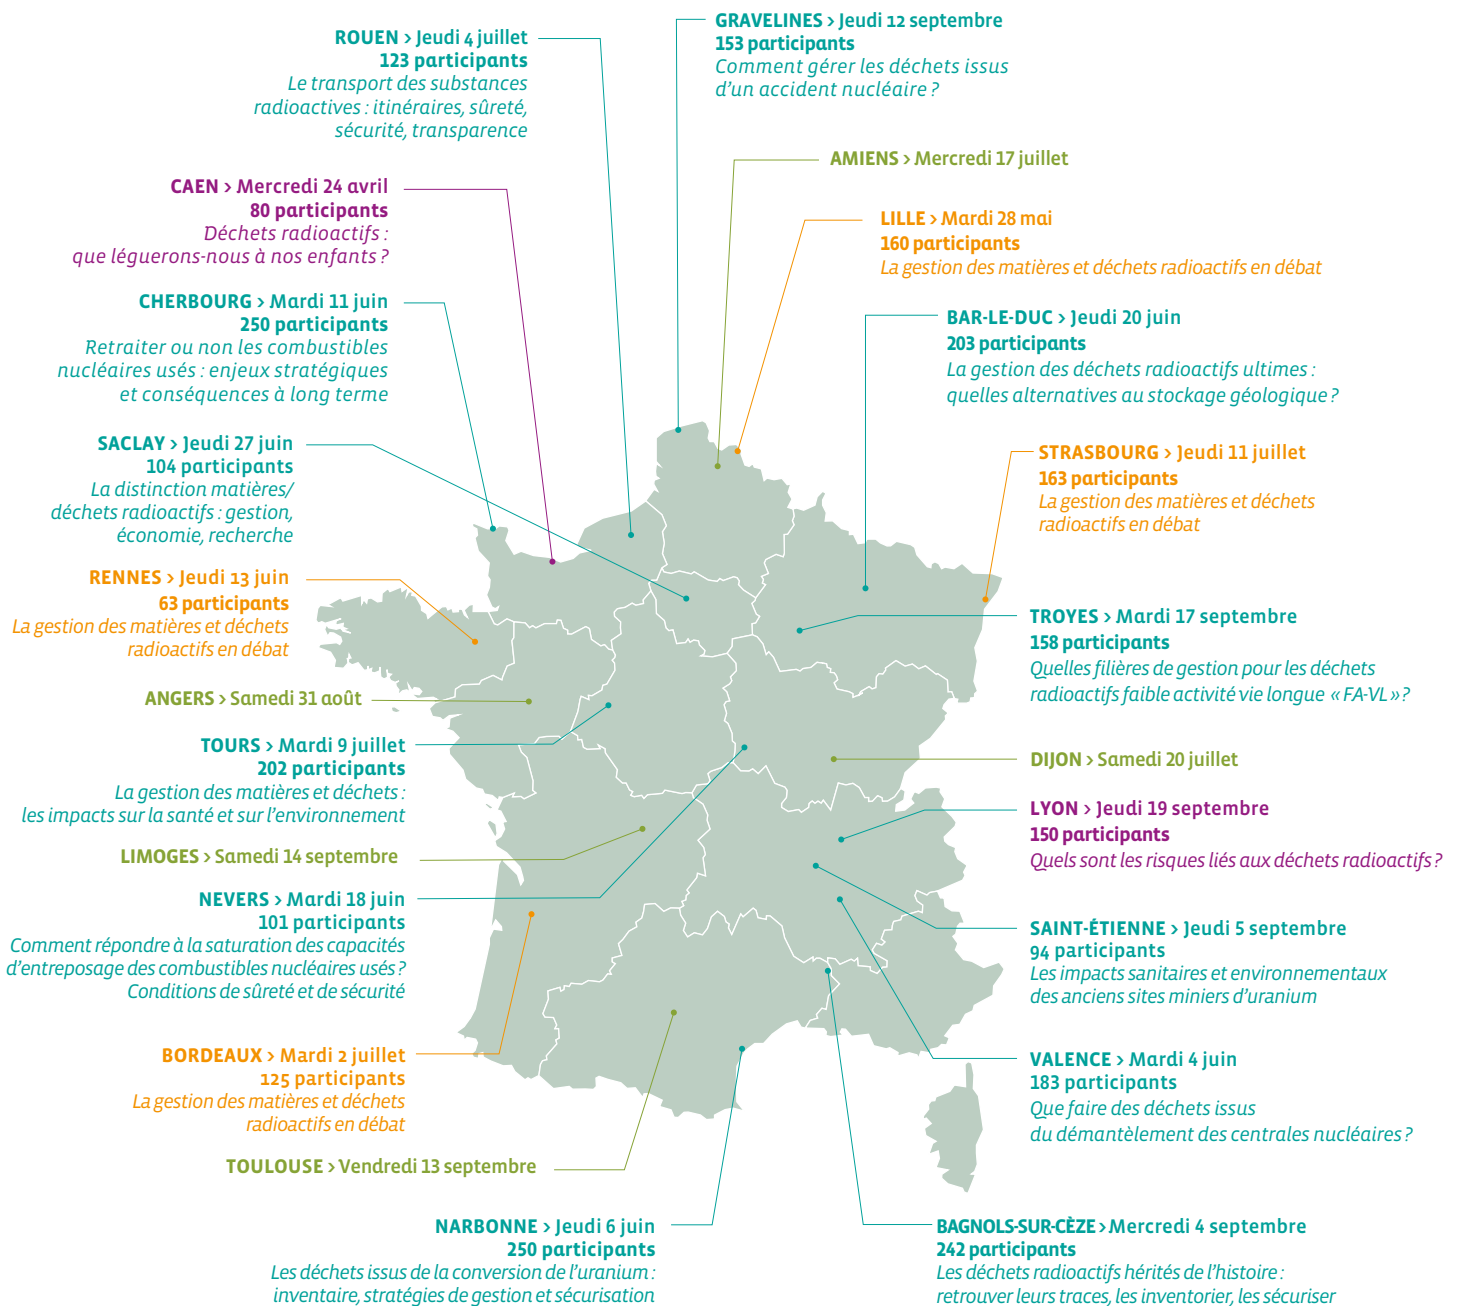 ROUEN > Jeudi 4 juillet
123 participants
Le transport des substances
radioactives : itinéraires, sûreté,
sécurité, transparence
GRAVELINES > Jeudi 12 septembre
153 participants
Comment gérer les déchets issus
d'un accident nucléaire ?
AMIENS > Mercredi 17 juillet
CAEN > Mercredi 24 avril
80 participants
Déchets radioactifs :
que léguerons-nous à nos enfants ?
LILLE > Mardi 28 mai
160 participants
La gestion des matières et déchets radioactifs en débat
CHERBOURG > Mardi 11 juin
250 participants
Retraiter ou non les combustibles
nucléaires usés : enjeux stratégiques
et conséquences à long terme
BAR-LE-DUC > Jeudi 20 juin
203 participants
La gestion des déchets radioactifs ultimes :
quelles alternatives au stockage géologique ?
SACLAY > Jeudi 27 juin
104 participants
La distinction matières/
déchets radioactifs : gestion,
économie, recherche
STRASBOURG > Jeudi 11 juillet
163 participants
La gestion des matières et déchets
radioactifs en débat
RENNES > Jeudi 13 juin
63 participants
La gestion des matières et déchets
radioactifs en débat
TROYES > Mardi 17 septembre
158 participants
Quelles filières de gestion pour les déchets
radioactifs faible activité vie longue « FA-VL » ?
ANGERS > Samedi 31 août
TOURS > Mardi 9 juillet
202 participants
La gestion des matières et déchets :
les impacts sur la santé et sur l'environnement
DIJON > Samedi 20 juillet
LYON > Jeudi 19 septembre
150 participants
Quels sont les risques liés aux déchets radioactifs ?
LIMOGES > Samedi 14 septembre
NEVERS > Mardi 18 juin
101 participants
Comment répondre à la saturation des capacités
d'entreposage des combustibles nucléaires usés ?
Conditions de sûreté et de sécurité
SAINT-ÉTIENNE > Jeudi 5 septembre
94 participants
Les impacts sanitaires et environnementaux
des anciens sites miniers d'uranium
BORDEAUX > Mardi 2 juillet
125 participants
La gestion des matières et déchets
radioactifs en débat
VALENCE > Mardi 4 juin
183 participants
Que faire des déchets issus
du démantèlement des centrales nucléaires ?
TOULOUSE > Vendredi 13 septembre
NARBONNE > Jeudi 6 juin
250 participants
Les déchets issus de la conversion de l'uranium :
inventaire, stratégies de gestion et sécurisation
BAGNOLS-SUR-CÈZE > Mercredi 4 septembre
242 participants
Les déchets radioactifs hérités de l'histoire :
retrouver leurs traces, les inventorier, les sécuriser